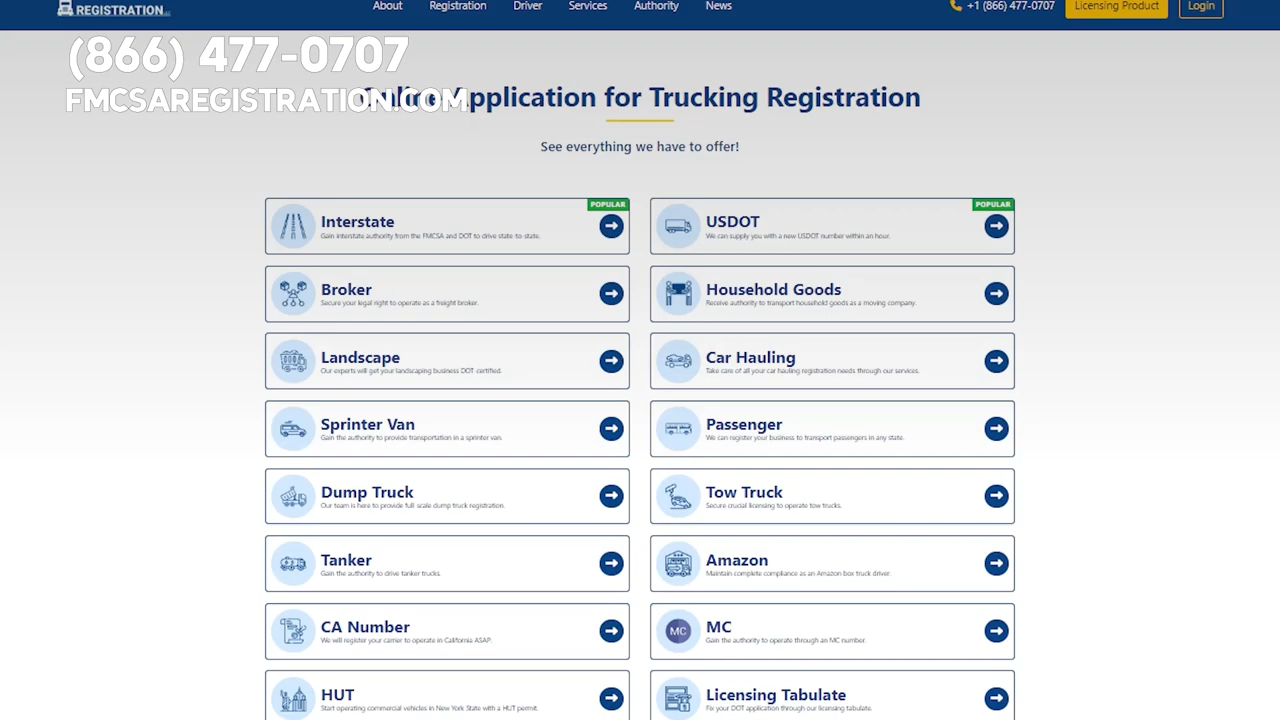 REGISTRATION
About Registration Driver Services Authority News
+1 (866) 477-0707
Licensing Product
Login
(866) 477-0707
FMCSAREGISTRATION.COM
Online Application for Trucking Registration
See everything we have to offer!
POPULAR
Interstate
Gain interstate authority from the FMCSA and DOT to drive state-to-state.
POPULAR
USDOT
We can supply you with a new USDOT number within an hour.
Broker
Secure your legal right to operate as a freight broker.
Household Goods
Receive authority to transport household goods as a moving company.
Landscape
Our experts will get your landscaping business DOT-certified.
Car Hauling
Take care of all your car hauling registration needs through our services.
Sprinter Van
Gain the authority to provide transportation in a sprinter van.
Passenger
We can register your business to transport passengers in any state.
Dump Truck
Our team is here to provide full-scale dump truck registration.
Tow Truck
Secure crucial licensing to operate tow trucks.
Tanker
Gain the authority to drive tanker trucks.
Amazon
Maintain complete compliance as an Amazon box truck driver.
CA Number
We will register your carrier to operate in California ASAP.
MC
MC
Gain the authority to operate through an MC number.
HUT
Start operating commercial vehicles in New York State with a HUT permit.
Licensing Tabulate
Fix your DOT application through our licensing tabulate.